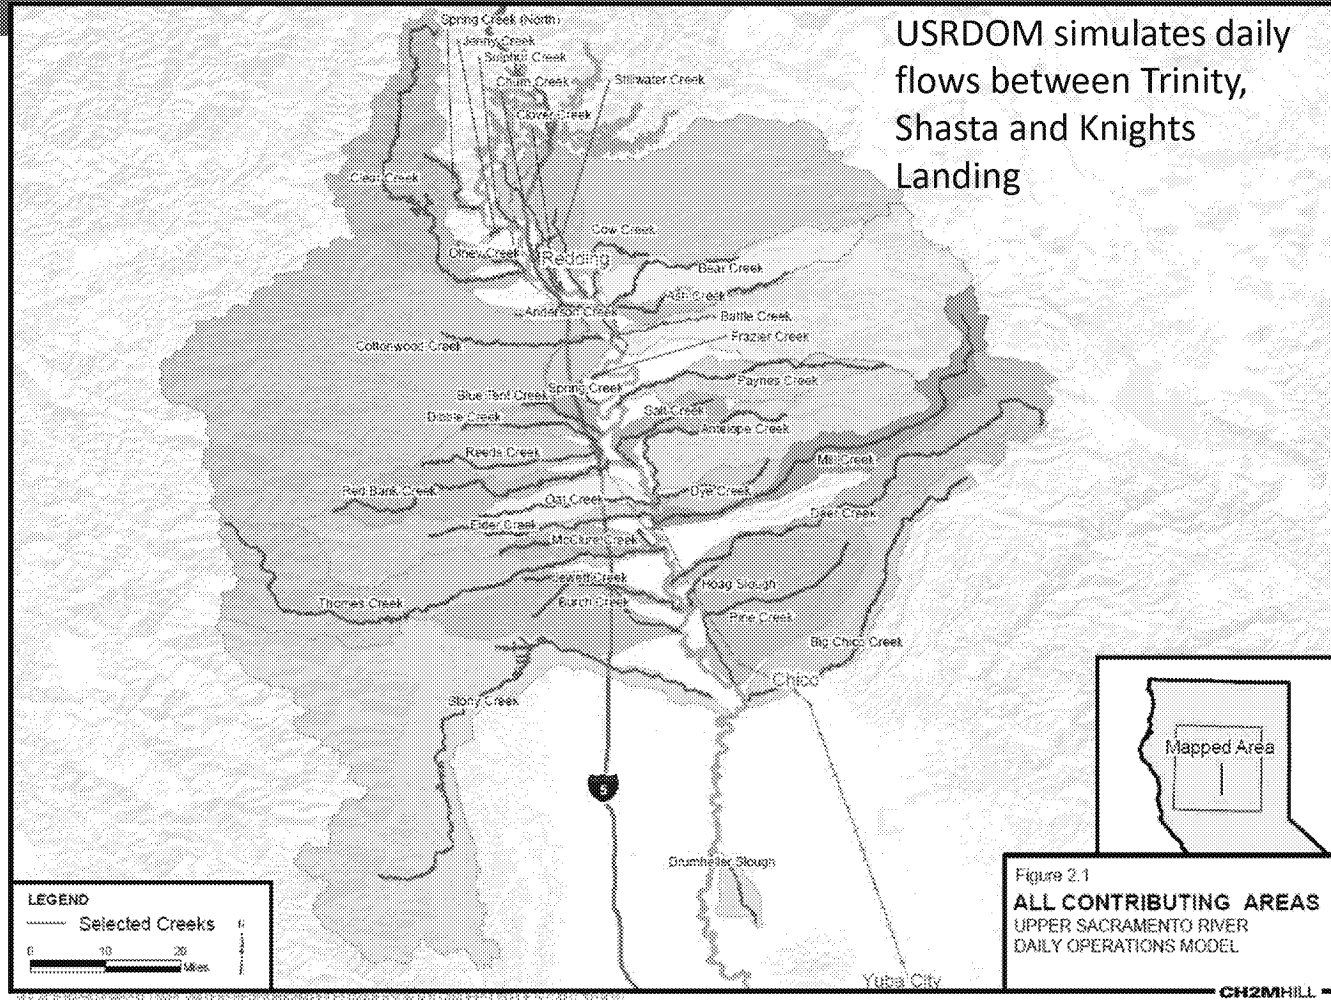 USRDOM simulates daily
flows between Trinity,
Shasta and Knights
Landing
Spring Creek (North)
Jenny Creek
Sulphur Creek
Churn Creek
Stillwater Creek
Clover Creek
Clear Creek
Cow Creek
Olney Creek
Redding
Bear Creek
Ash Creek
Anderson Creek
Battle Creek
Frazier Creek
Cottonwood Creek
Spring Creek
Paynes Creek
Blue Tent Creek
Dibble Creek
Salt Creek
Antelope Creek
Reeds Creek
Mill Creek
Red Bank Creek
Dye Creek
Oat Creek
Deer Creek
Elder Creek
McClure Creek
Jewett Creek
Hoag Slough
Thomes Creek
Burch Creek
Pine Creek
Big Chico Creek
Chico
Stony Creek
5
Drumheller Slough
Yuba City
Mapped Area
LEGEND
Selected Creeks
0 10 20
Miles
Figure 2.1
ALL CONTRIBUTING AREAS
UPPER SACRAMENTO RIVER
DAILY OPERATIONS MODEL
CH2MHILL